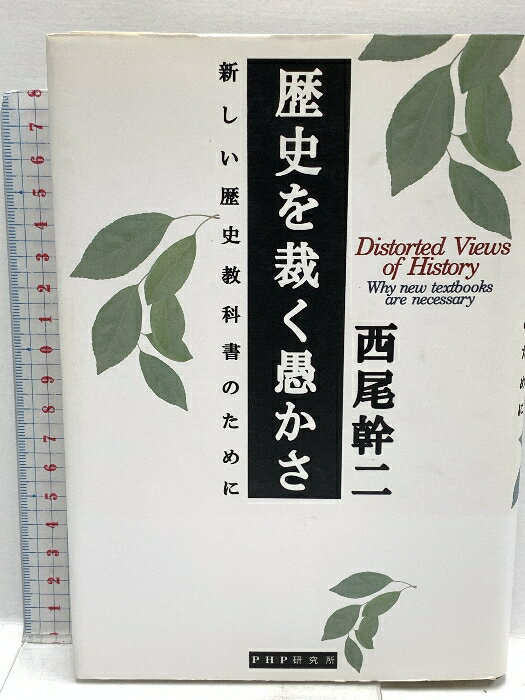 歴史を裁く愚かさ
新しい歴史教科書のために
Distorted Views
of History
Why new textbooks
are necessary
西尾幹二
PHP研究所